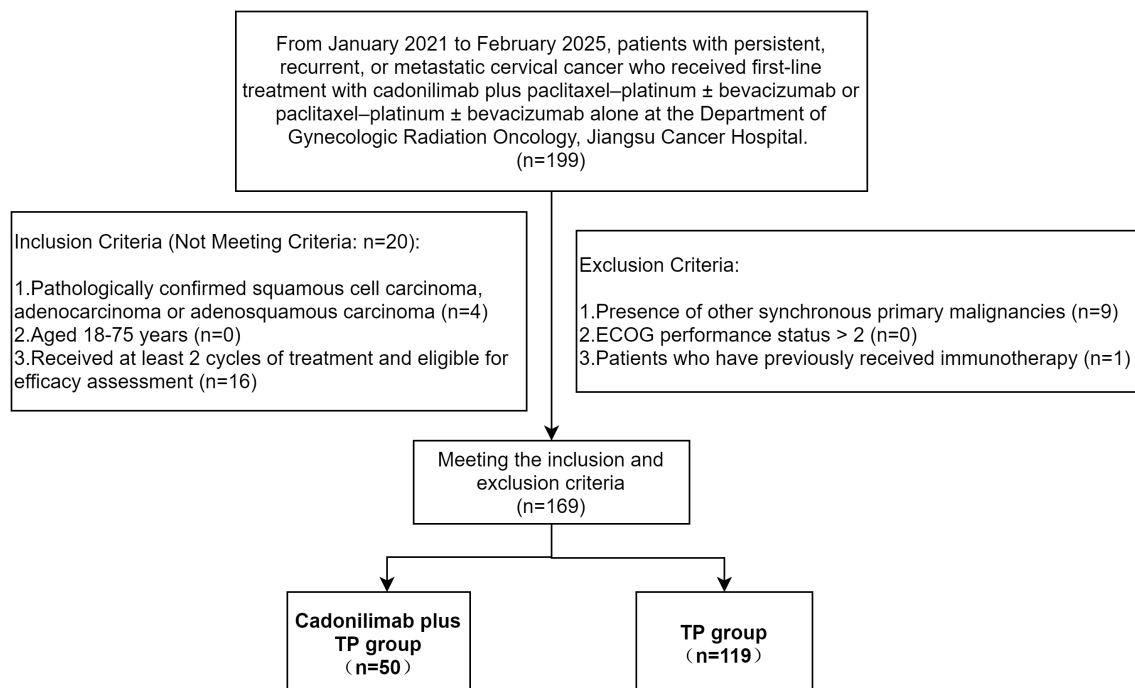 From January 2021 to February 2025, patients with persistent,
recurrent, or metastatic cervical cancer who received first-line
treatment with cadonilimab plus paclitaxel–platinum ± bevacizumab or
paclitaxel–platinum ± bevacizumab alone at the Department of
Gynecologic Radiation Oncology, Jiangsu Cancer Hospital.
(n=199)
Inclusion Criteria (Not Meeting Criteria: n=20):
1.Pathologically confirmed squamous cell carcinoma,
adenocarcinoma or adenosquamous carcinoma (n=4)
2.Aged 18-75 years (n=0)
3.Received at least 2 cycles of treatment and eligible for
efficacy assessment (n=16)
Exclusion Criteria:
1.Presence of other synchronous primary malignancies (n=9)
2.ECOG performance status > 2 (n=0)
3.Patients who have previously received immunotherapy (n=1)
Meeting the inclusion and
exclusion criteria
(n=169)
Cadonilimab plus
TP group
（n=50）
TP group
（n=119）